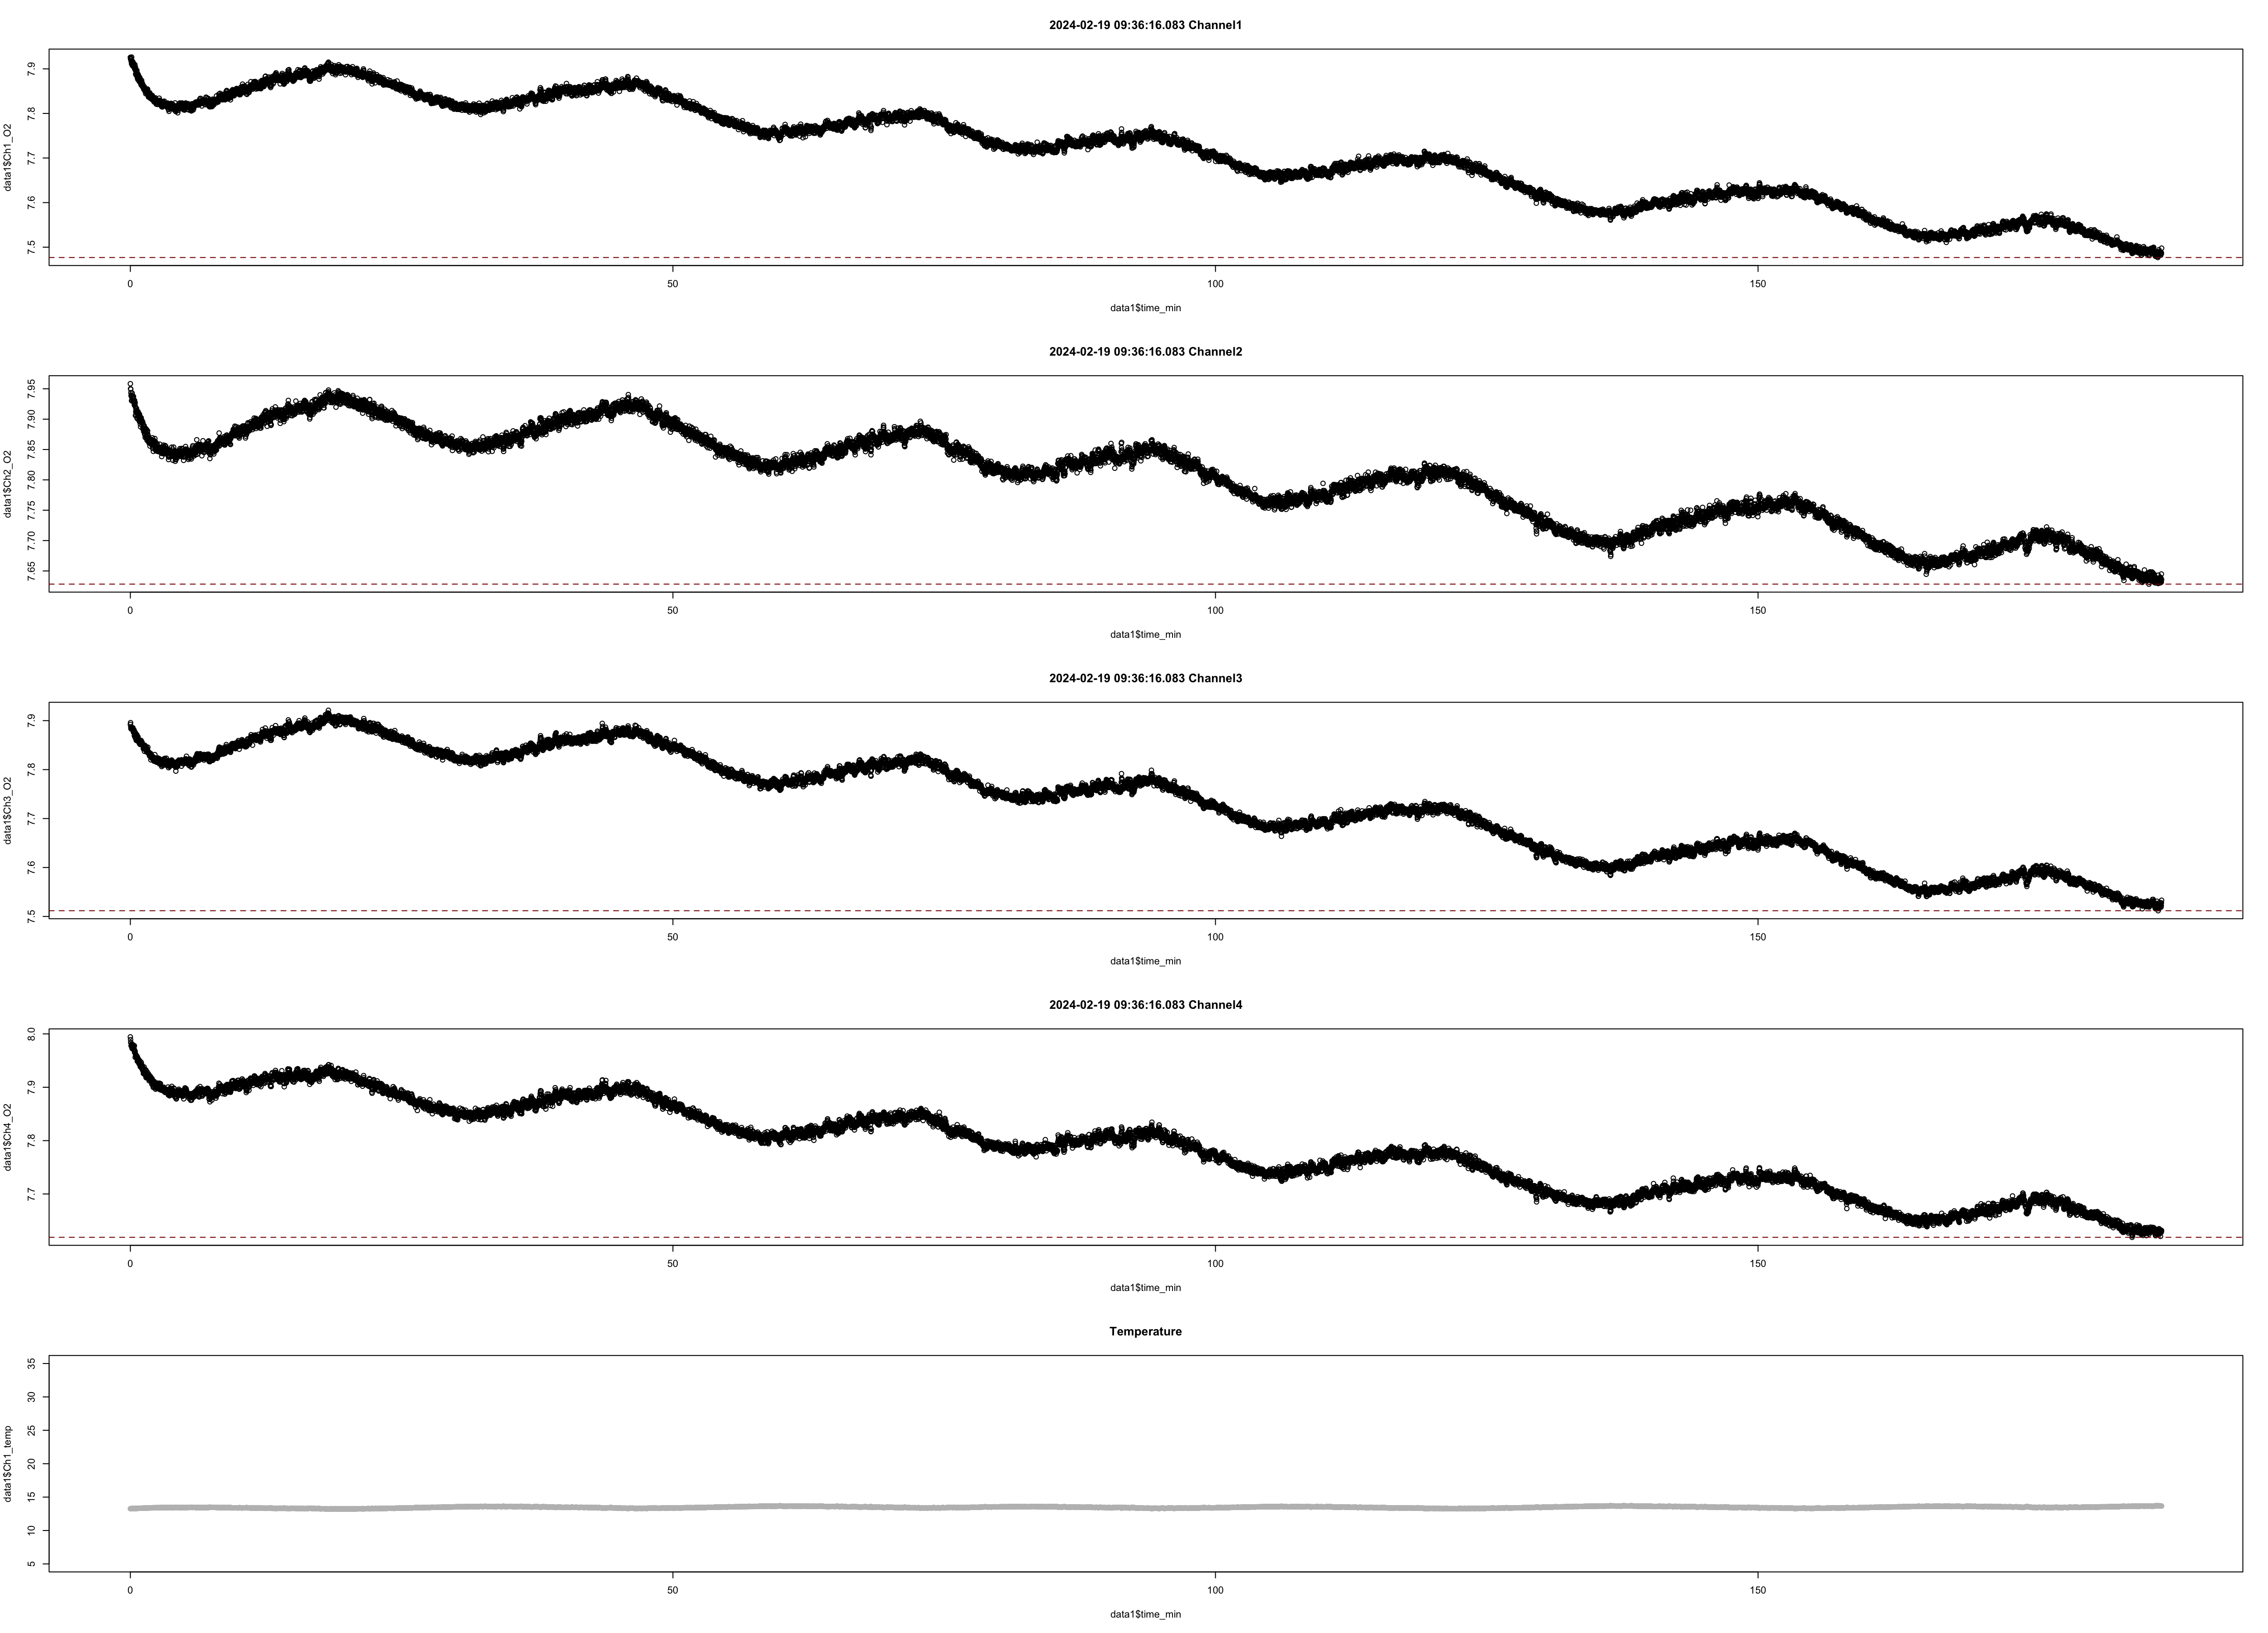 2024-02-19 09:36:16.083 Channel1
data1$Ch1_O2
7.9
7.8
7.7
7.6
7.5
0 50 100 150
data1$time_min
2024-02-19 09:36:16.083 Channel2
data1$Ch2_O2
7.95
7.90
7.85
7.80
7.75
7.70
7.65
0 50 100 150
data1$time_min
2024-02-19 09:36:16.083 Channel3
data1$Ch3_O2
7.9
7.8
7.7
7.6
7.5
0 50 100 150
data1$time_min
2024-02-19 09:36:16.083 Channel4
data1$Ch4_O2
8.0
7.9
7.8
7.7
0 50 100 150
data1$time_min
Temperature
data1$Ch1_temp
35
30
25
20
15
10
5
0 50 100 150
data1$time_min